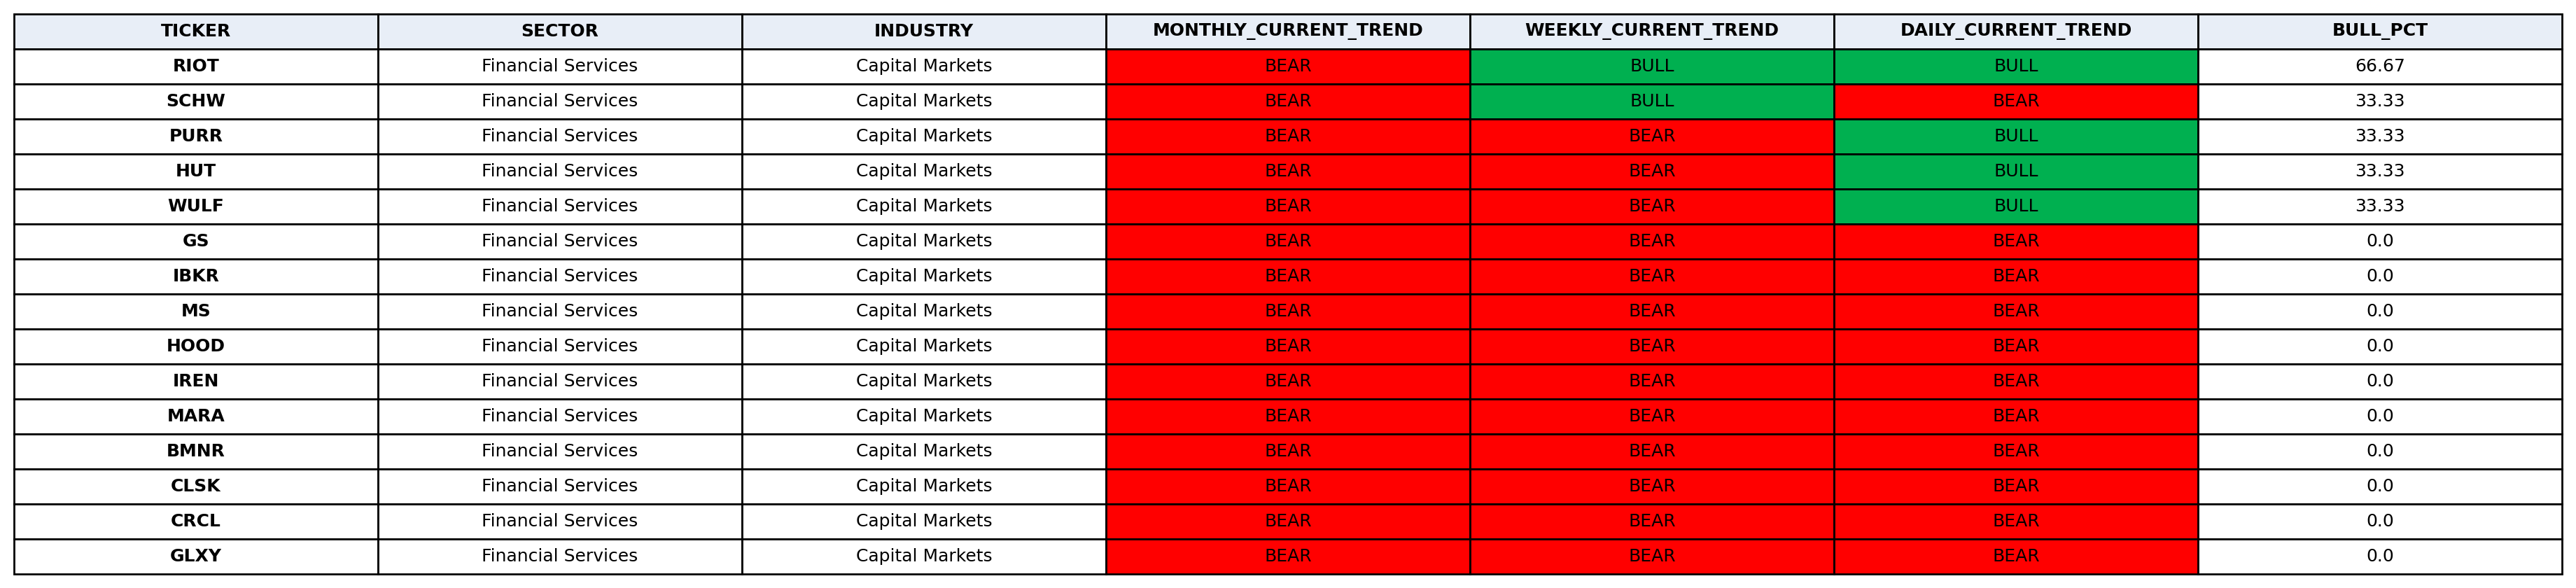 TICKER SECTOR INDUSTRY MONTHLY_CURRENT_TREND WEEKLY_CURRENT_TREND DAILY_CURRENT_TREND BULL_PCT
RIOT Financial Services Capital Markets BEAR BULL BULL 66.67
SCHW Financial Services Capital Markets BEAR BULL BEAR 33.33
PURR Financial Services Capital Markets BEAR BEAR BULL 33.33
HUT Financial Services Capital Markets BEAR BEAR BULL 33.33
WULF Financial Services Capital Markets BEAR BEAR BULL 33.33
GS Financial Services Capital Markets BEAR BEAR BEAR 0.0
IBKR Financial Services Capital Markets BEAR BEAR BEAR 0.0
MS Financial Services Capital Markets BEAR BEAR BEAR 0.0
HOOD Financial Services Capital Markets BEAR BEAR BEAR 0.0
IREN Financial Services Capital Markets BEAR BEAR BEAR 0.0
MARA Financial Services Capital Markets BEAR BEAR BEAR 0.0
BMNR Financial Services Capital Markets BEAR BEAR BEAR 0.0
CLSK Financial Services Capital Markets BEAR BEAR BEAR 0.0
CRCL Financial Services Capital Markets BEAR BEAR BEAR 0.0
GLXY Financial Services Capital Markets BEAR BEAR BEAR 0.0